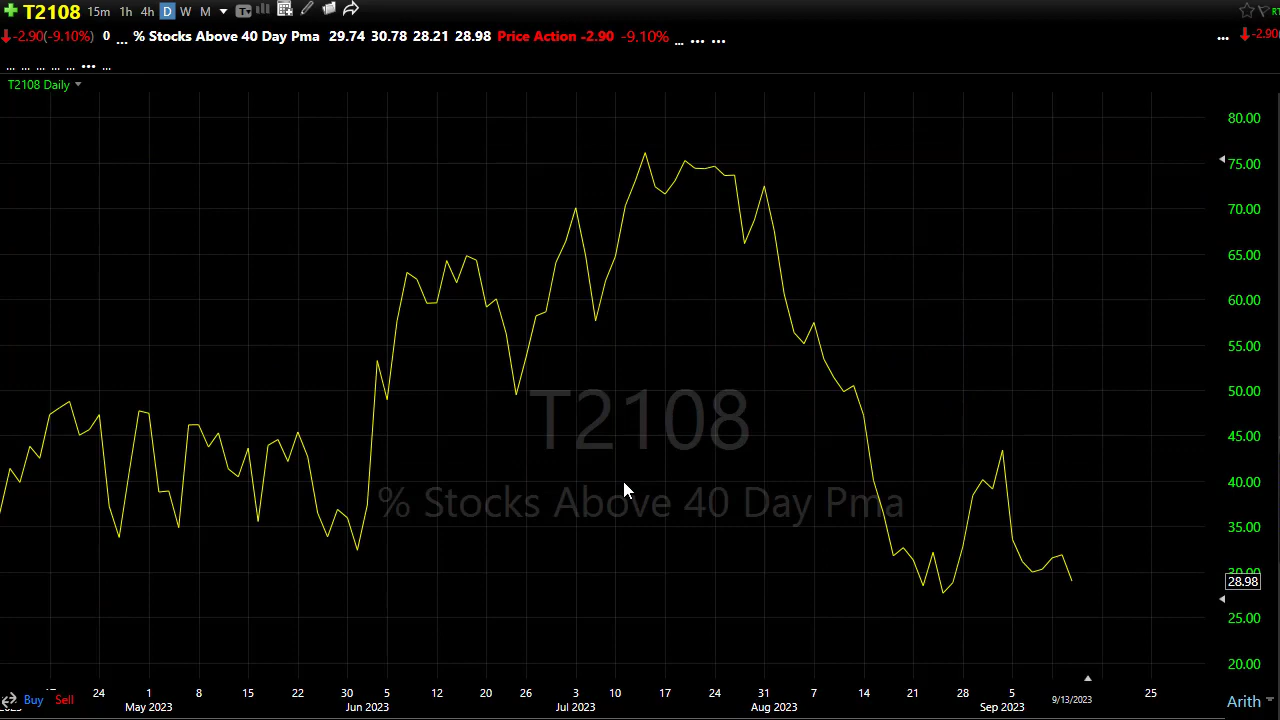 T2108 15m 1h 4h D W M T
-2.90(-9.10%) 0 ... % Stocks Above 40 Day Pma 29.74 30.78 28.21 28.98 Price Action -2.90 -9.10% ... ... ... ... -2.90
... ... ... ... ... ... ...
T2108 Daily
80.00
75.00
70.00
65.00
60.00
55.00
50.00
45.00
40.00
35.00
30.00
28.98
25.00
20.00
T2108
% Stocks Above 40 Day Pma
24 1 8 15 22 30 5 12 20 26 3 10 17 24 31 7 14 21 28 5 9/13/2023 25
Buy Sell Arith
May 2023 Jun 2023 Jul 2023 Aug 2023 Sep 2023